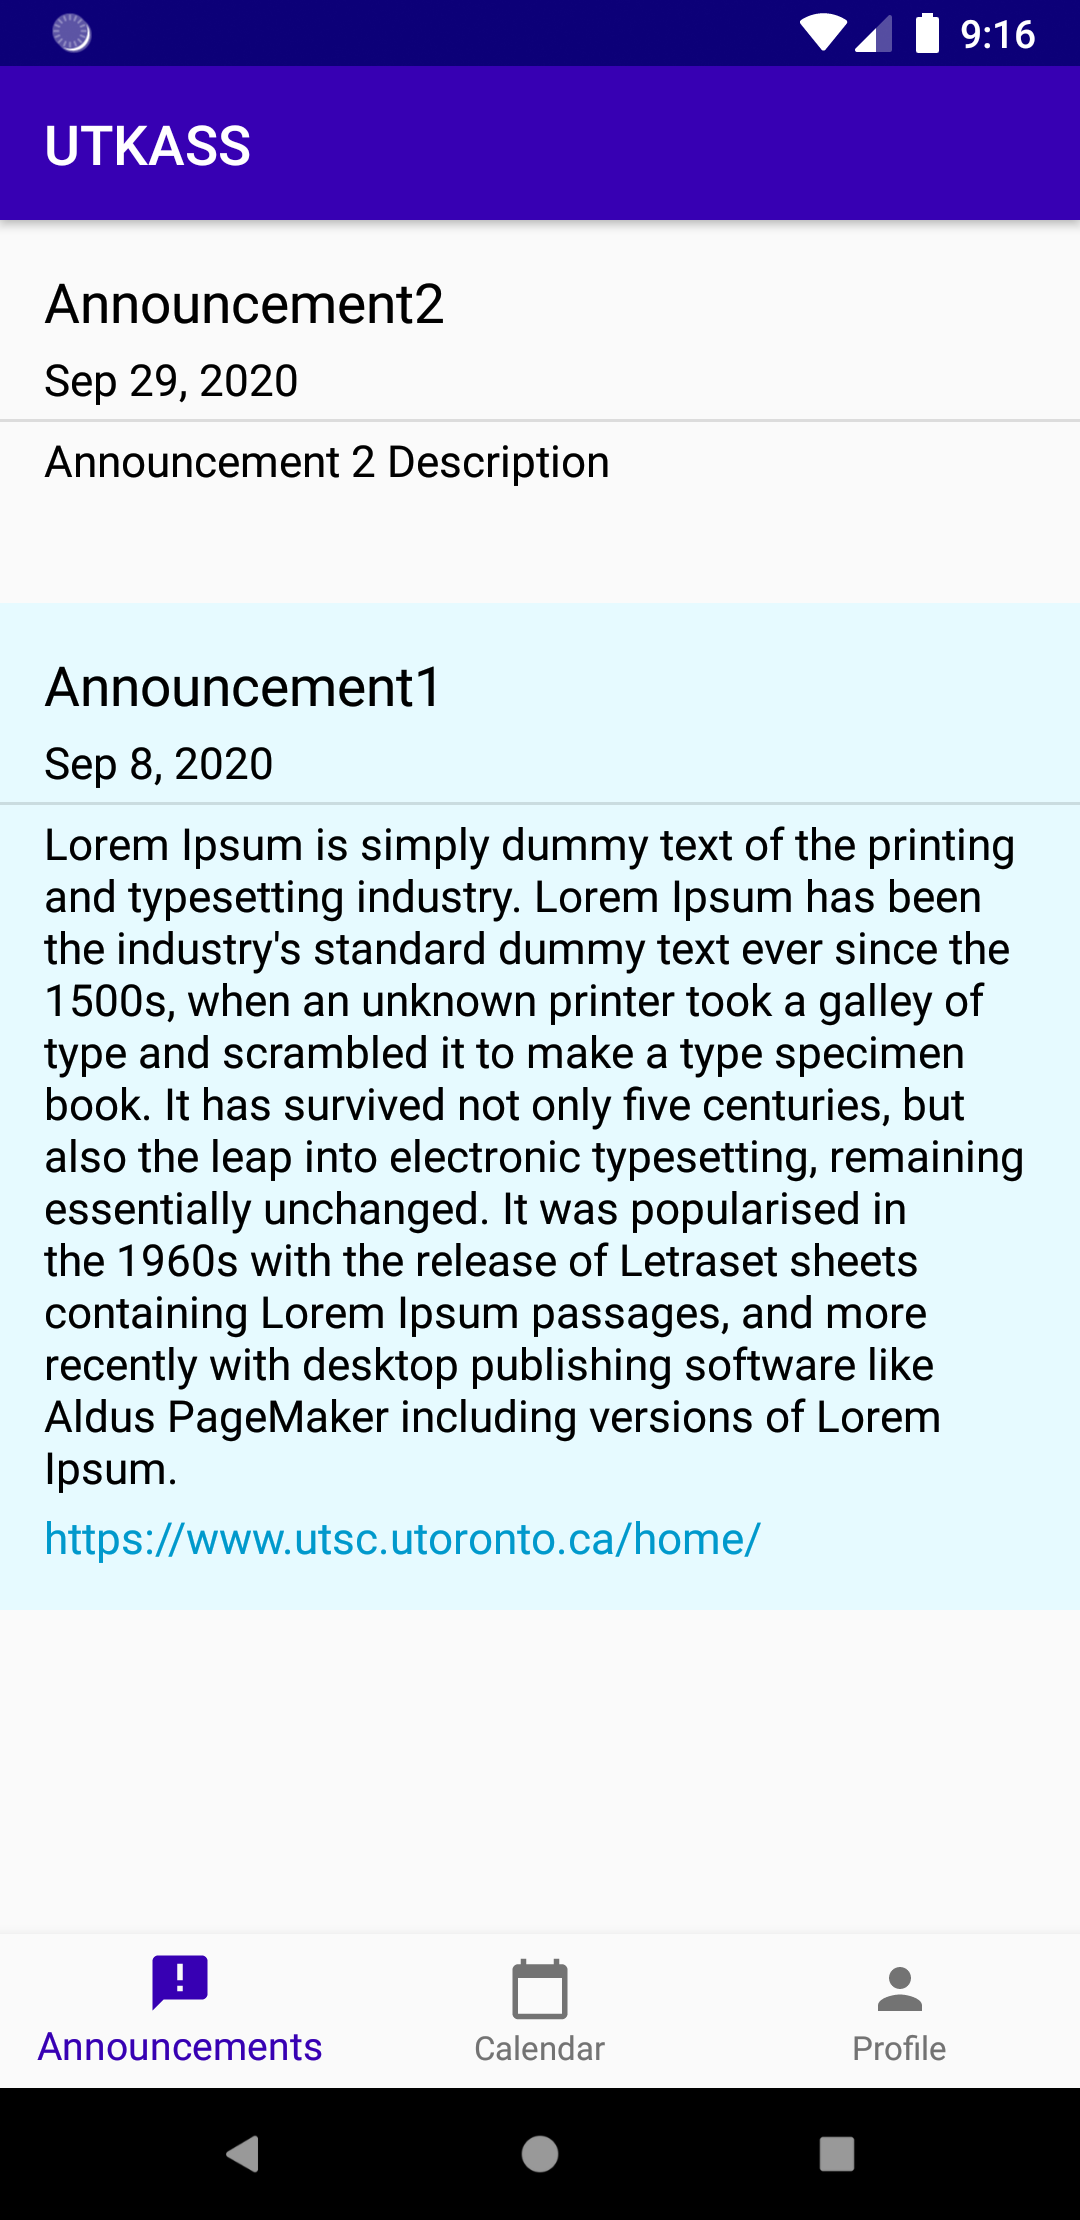 9:16
UTKASS
Announcement2
Sep 29, 2020
Announcement 2 Description
Announcement1
Sep 8, 2020
Lorem Ipsum is simply dummy text of the printing
and typesetting industry. Lorem Ipsum has been
the industry's standard dummy text ever since the
1500s, when an unknown printer took a galley of
type and scrambled it to make a type specimen
book. It has survived not only five centuries, but
also the leap into electronic typesetting, remaining
essentially unchanged. It was popularised in
the 1960s with the release of Letraset sheets
containing Lorem Ipsum passages, and more
recently with desktop publishing software like
Aldus PageMaker including versions of Lorem
Ipsum.
https://www.utsc.utoronto.ca/home/
Announcements
Calendar
Profile